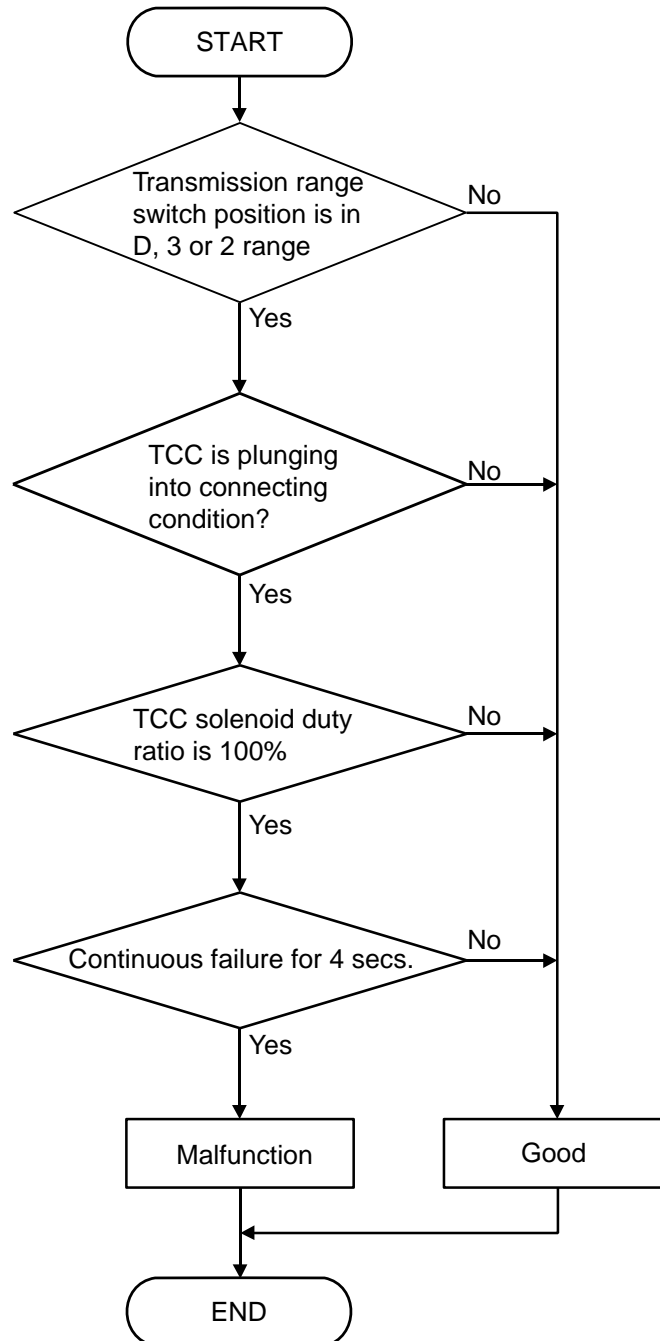 START
Transmission range
switch position is in
D, 3 or 2 range
No
Yes
TCC is plunging
into connecting
condition?
No
Yes
TCC solenoid duty
ratio is 100%
No
Yes
Continuous failure for 4 secs.
No
Yes
Malfunction
Good
END